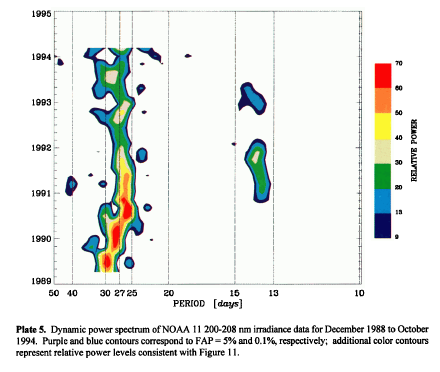 1995
1994
1993
1992
1991
1990
1989
50 40 30 27 25 20 15 13 10
PERIOD [days]
70
60
50
40
30
20
15
9
RELATIVE POWER
Plate 5. Dynamic power spectrum of NOAA 11 200-208 nm irradiance data for December 1988 to October
1994. Purple and blue contours correspond to FAP = 5% and 0.1%, respectively; additional color contours
represent relative power levels consistent with Figure 11.